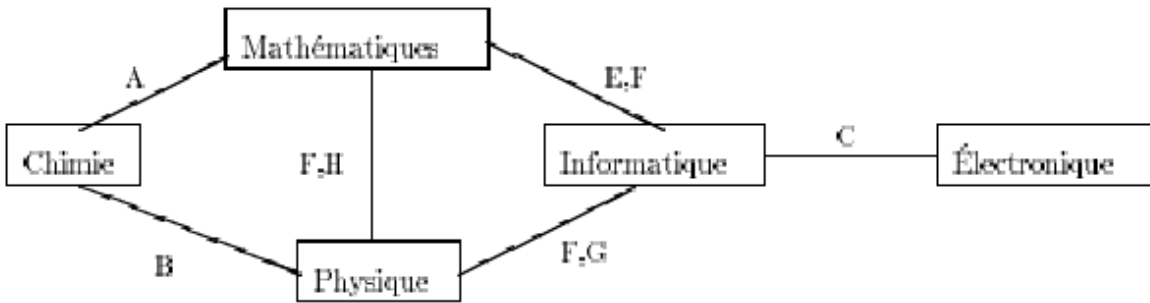 Mathématiques
A
E,F
C
Chimie
F,H
Informatique
Électronique
B
F,G
Physique